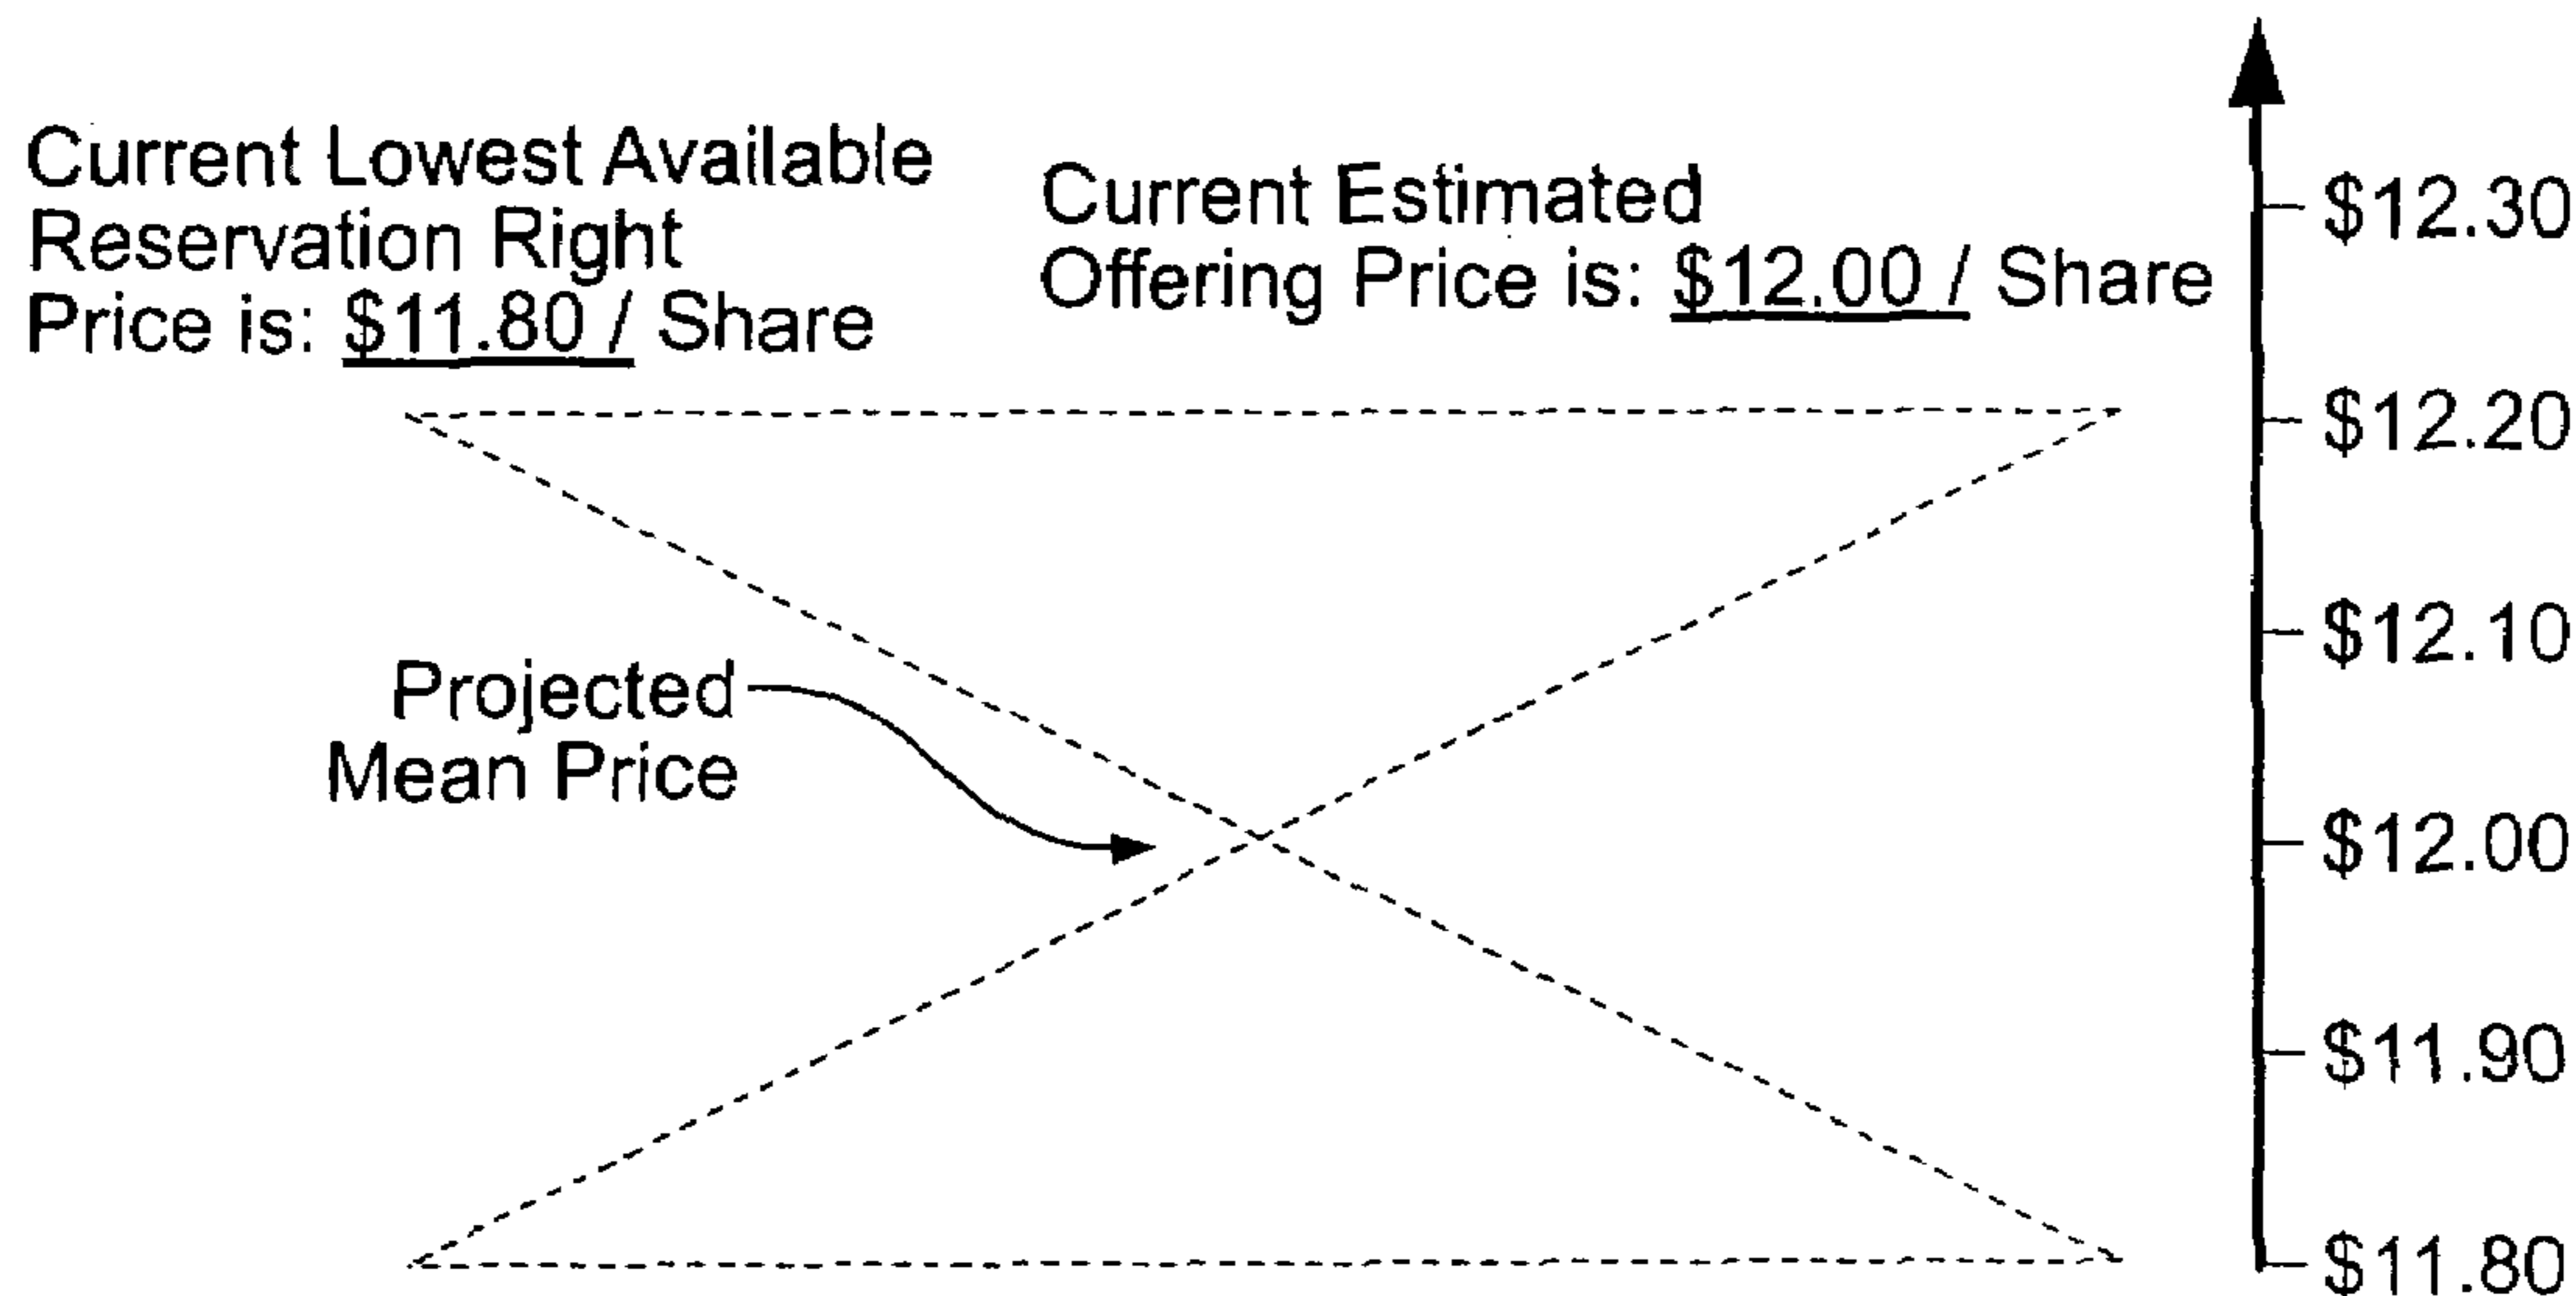 Current Lowest Available
Reservation Right
Price is: $11.80 / Share
Current Estimated
Offering Price is: $12.00 / Share
Projected
Mean Price
$12.30
$12.20
$12.10
$12.00
$11.90
$11.80